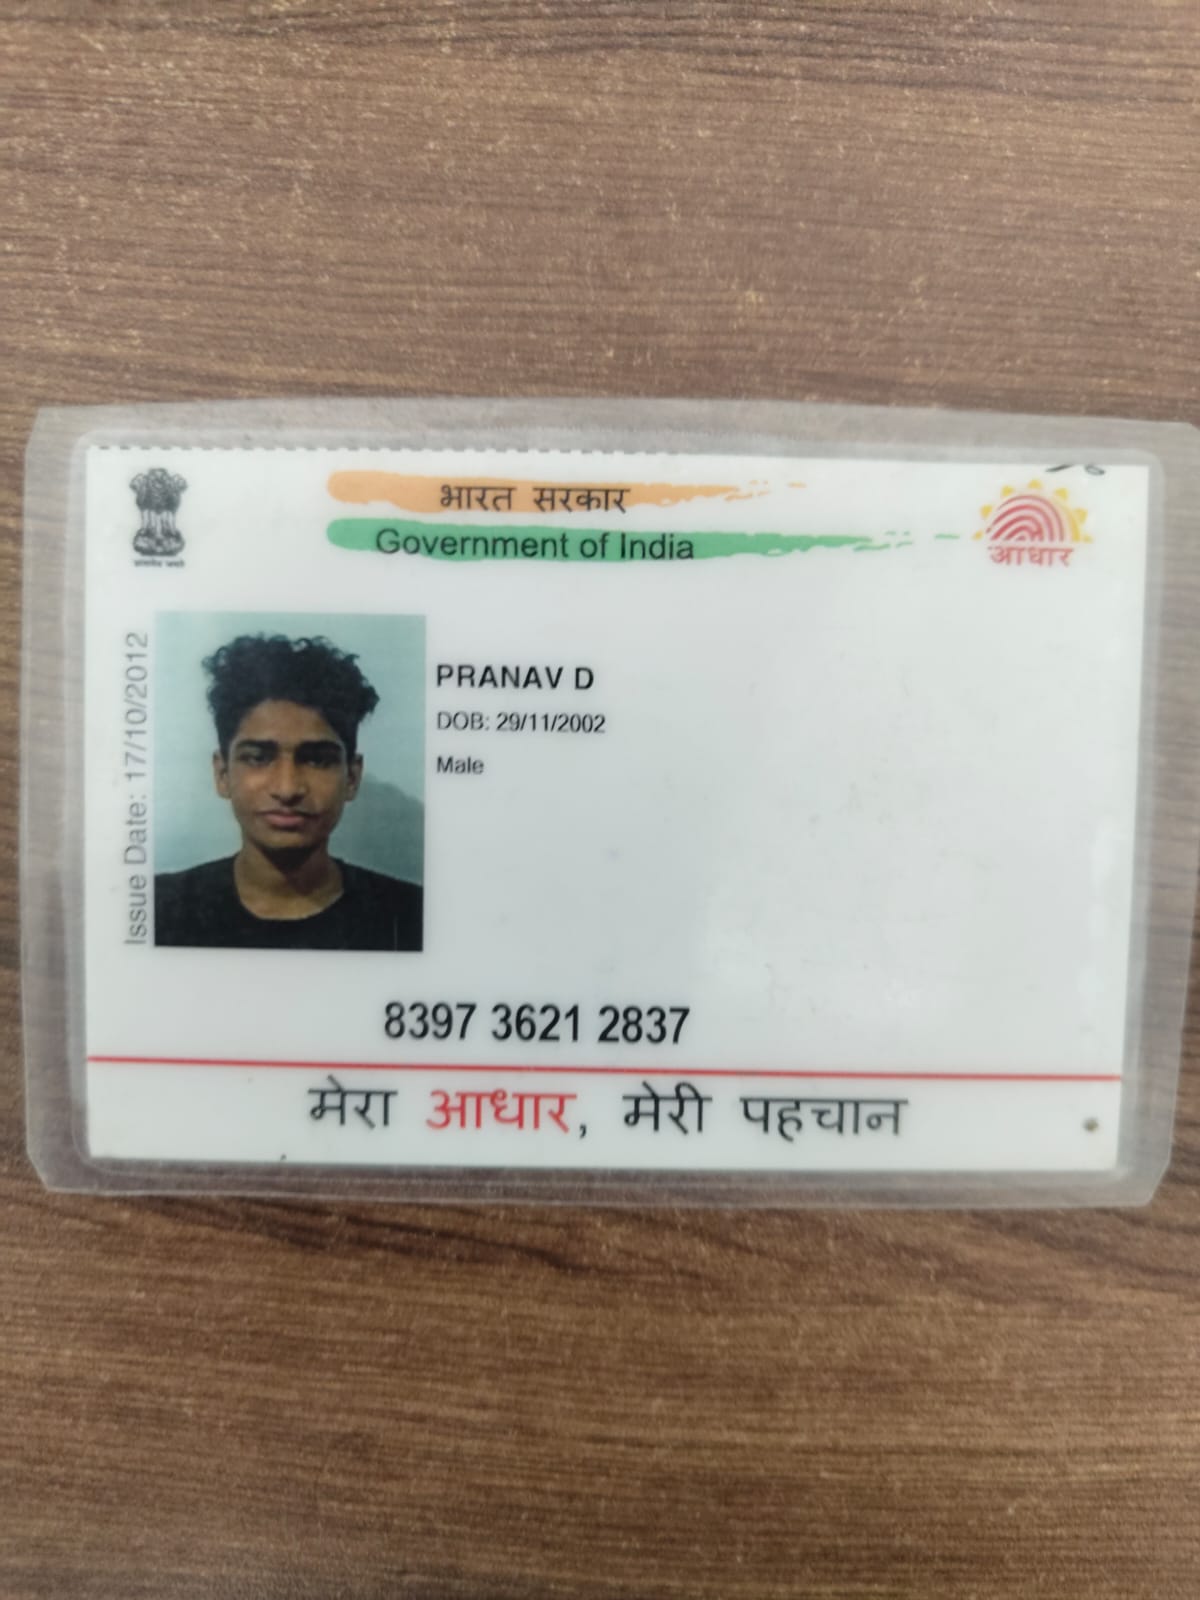 भारत सरकार
Government of India
आधार
Issue Date: 17/10/2012
PRANAV D
DOB: 29/11/2002
Male
8397 3621 2837
मेरा आधार, मेरी पहचान